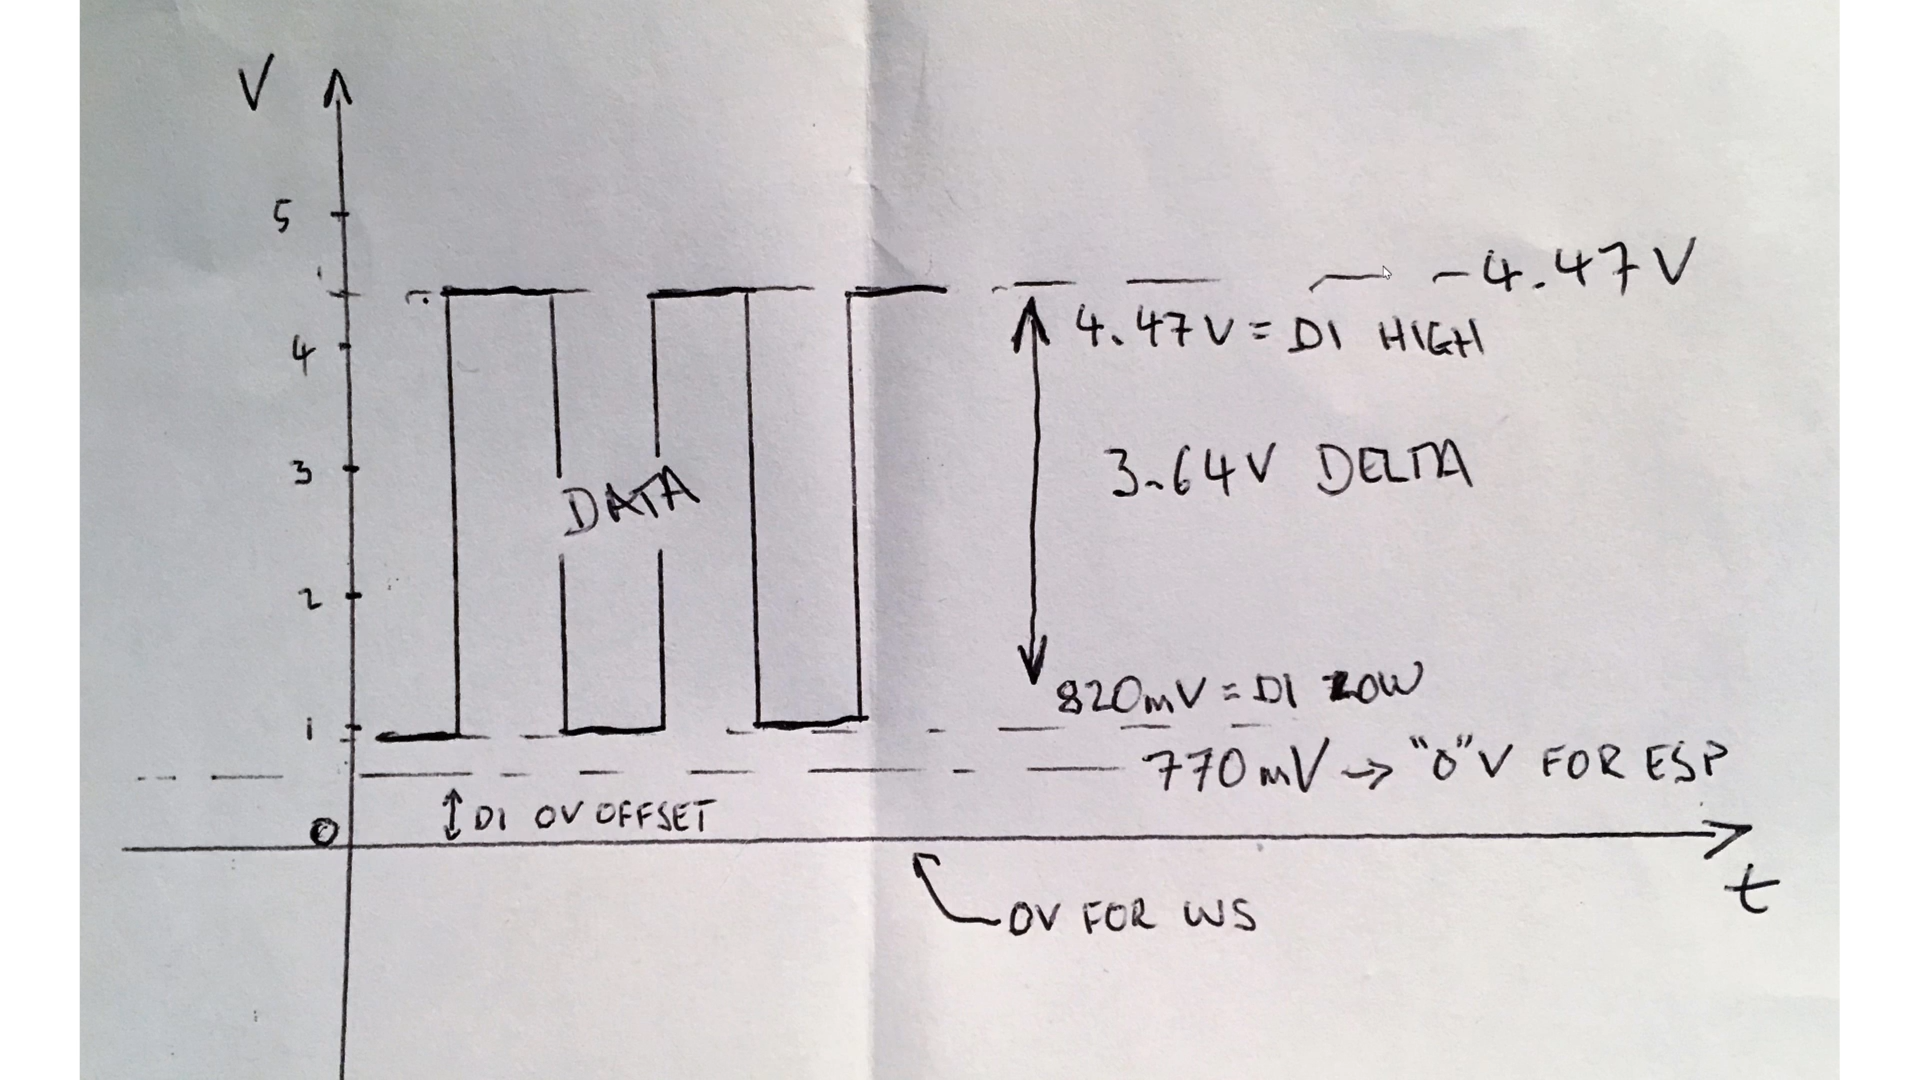 V
5
-4.47V
4.47V = DI HIGH
4
3
3.64V DELTA
DATA
2
820mV = DI LOW
1
770mV → "0"V FOR ESP
DI 0V OFFSET
0
t
0V FOR WS